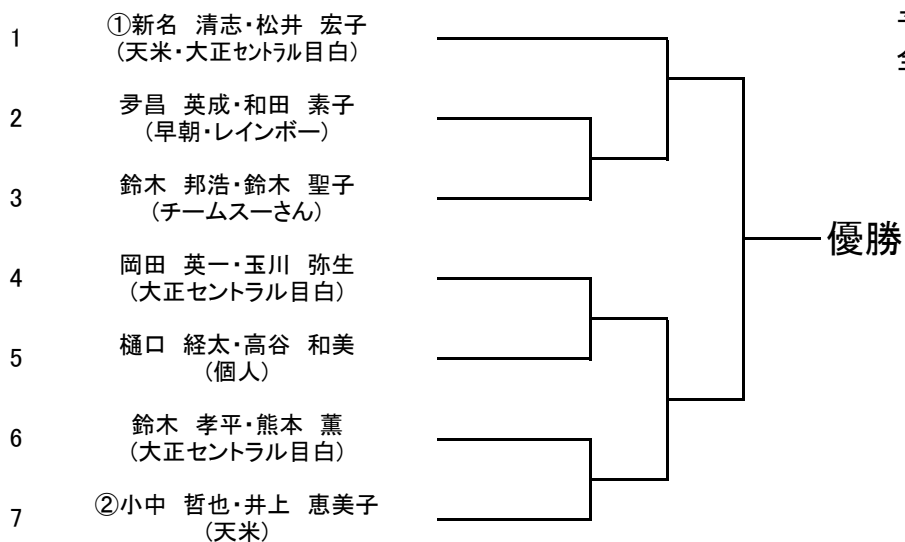 1
①新名 清志・松井 宏子
(天米・大正セントラル目白)
2
夛昌 英成・和田 素子
(早朝・レインボー)
3
鈴木 邦浩・鈴木 聖子
(チームスーさん)
4
岡田 英一・玉川 弥生
(大正セントラル目白)
5
樋口 経太・高谷 和美
(個人)
6
鈴木 孝平・熊本 薫
(大正セントラル目白)
7
②小中 哲也・井上 恵美子
(天米)
優勝